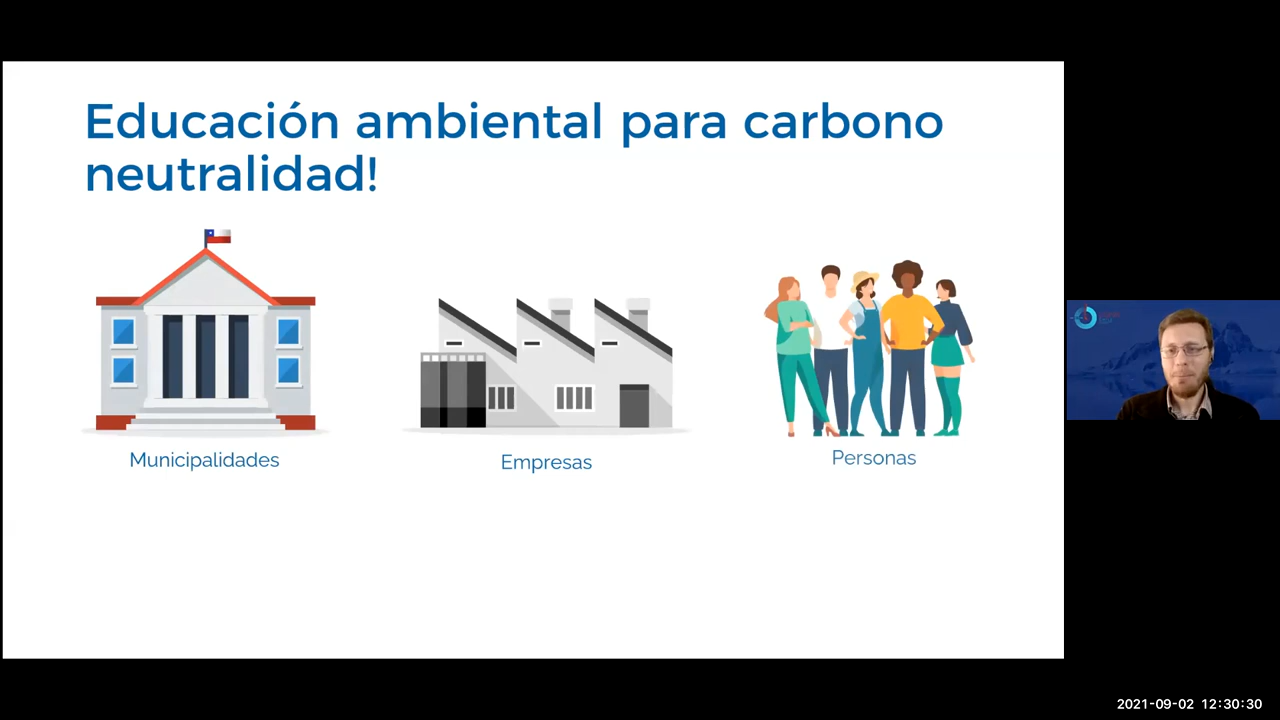 Educación ambiental para carbono
neutralidad!
Municipalidades
Empresas
Personas
2021-09-02 12:30:30